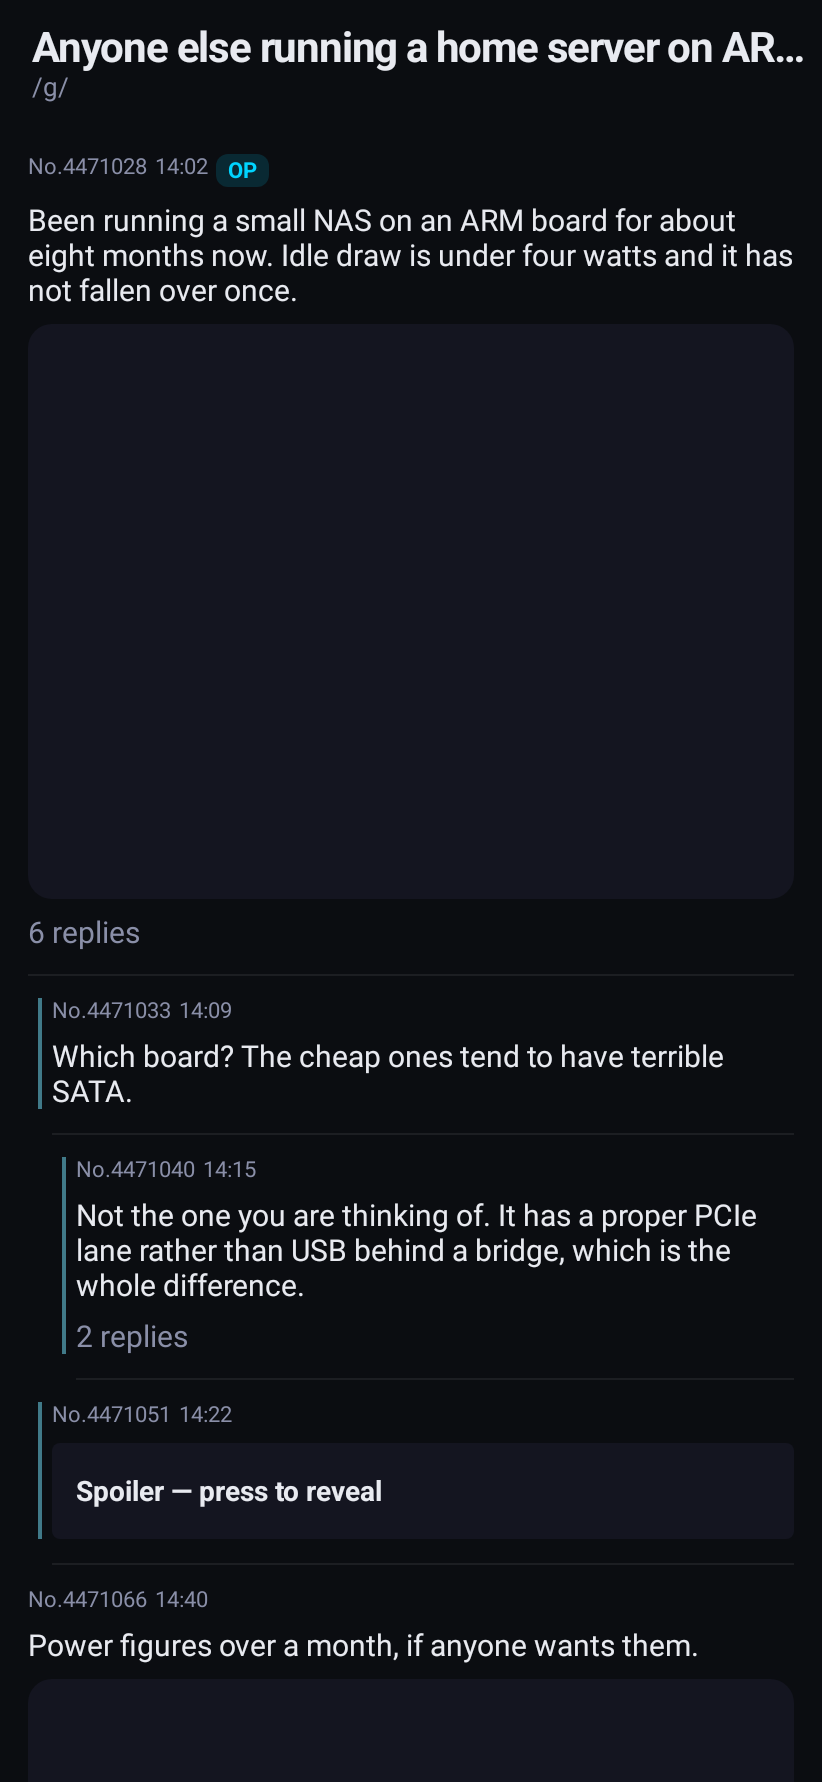 Anyone else running a home server on AR...
/g/
No.4471028 14:02 OP
Been running a small NAS on an ARM board for about
eight months now. Idle draw is under four watts and it has
not fallen over once.
6 replies
No.4471033 14:09
Which board? The cheap ones tend to have terrible
SATA.
No.4471040 14:15
Not the one you are thinking of. It has a proper PCIe
lane rather than USB behind a bridge, which is the
whole difference.
2 replies
No.4471051 14:22
Spoiler — press to reveal
No.4471066 14:40
Power figures over a month, if anyone wants them.